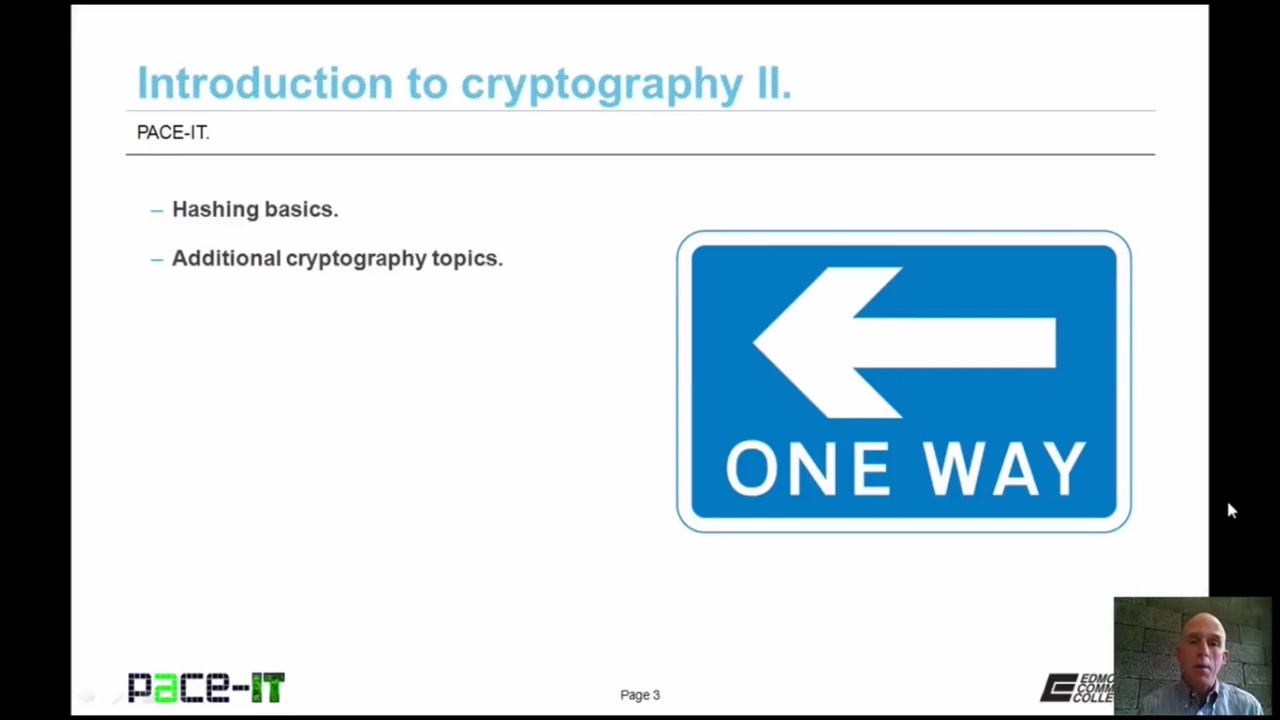 Introduction to cryptography II.
PACE-IT.
– Hashing basics.
– Additional cryptography topics.
ONE WAY
pace-IT
Page 3